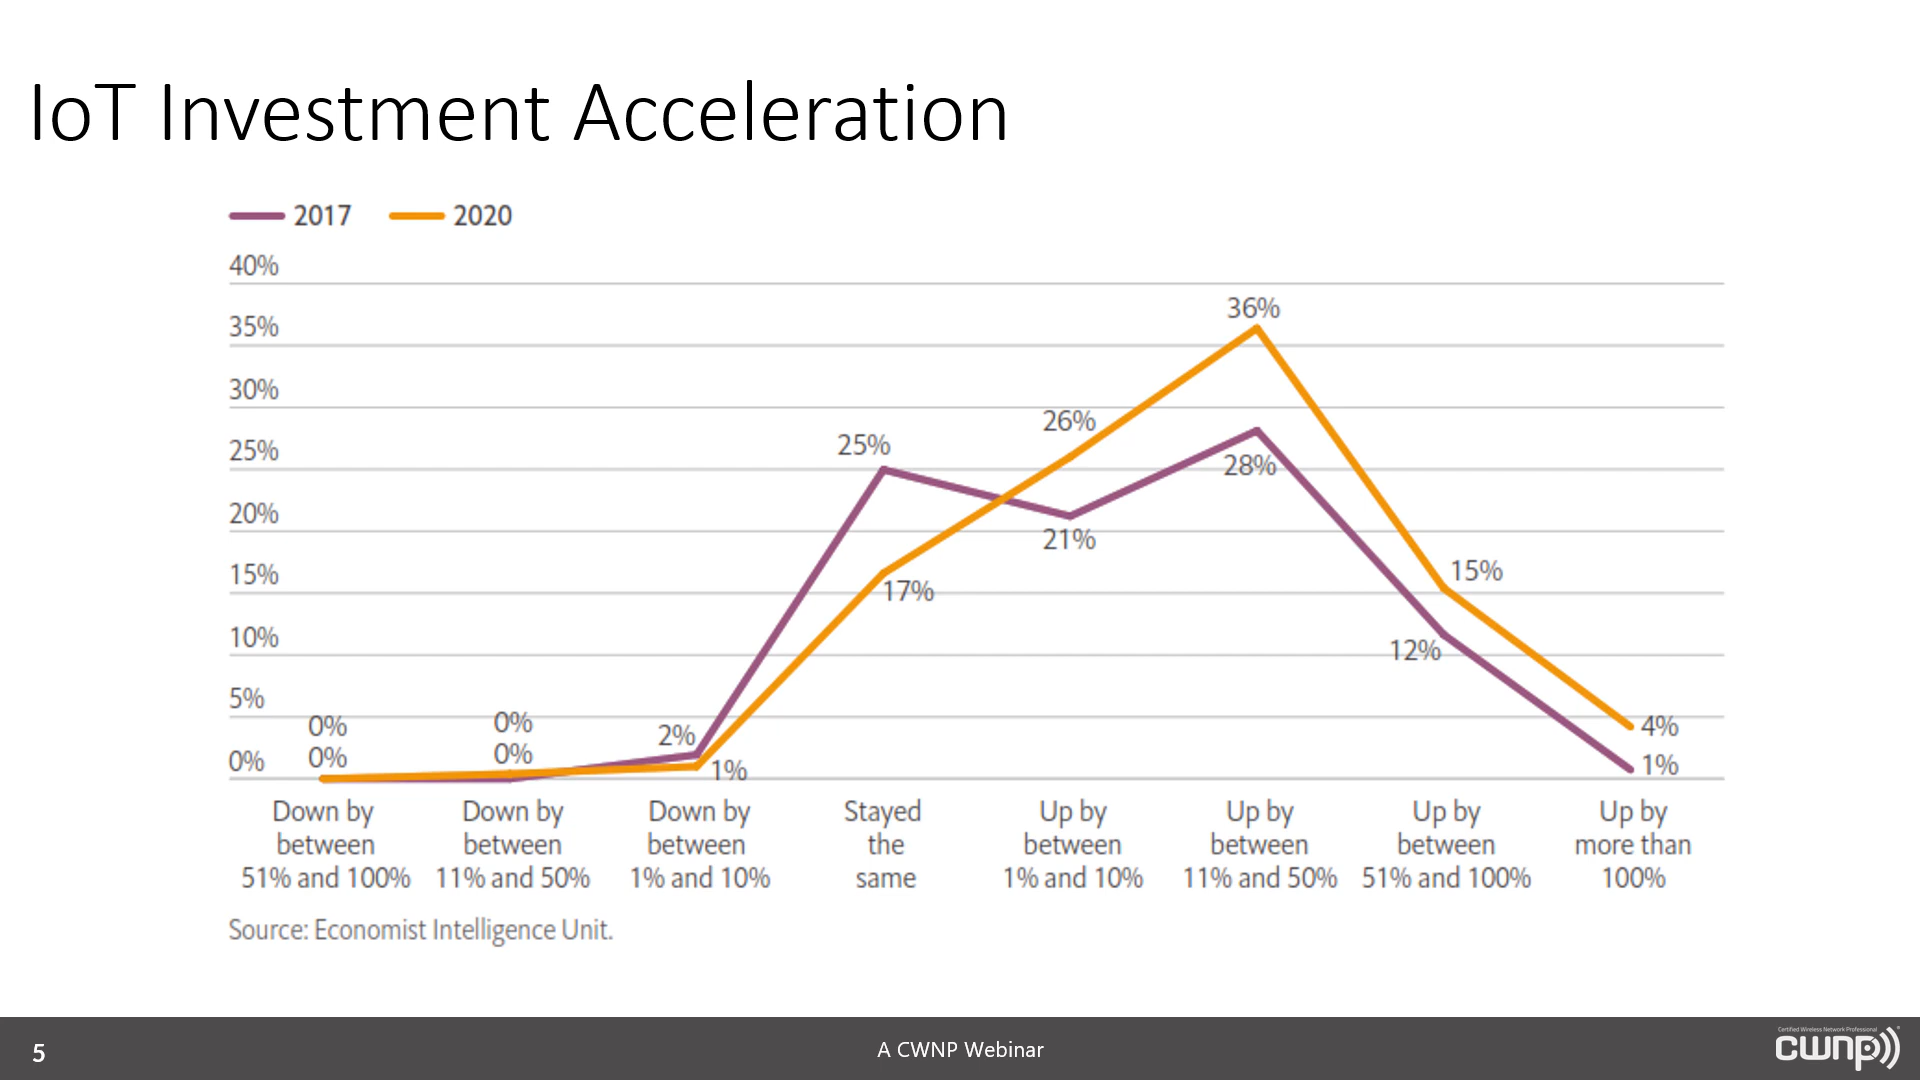 IoT Investment Acceleration
2017 2020
40%
35%
30%
25%
20%
15%
10%
5%
0%
0%
0%
0%
0%
2%
1%
25%
17%
26%
21%
36%
28%
15%
12%
4%
1%
Down by
between
51% and 100%
Down by
between
11% and 50%
Down by
between
1% and 10%
Stayed
the
same
Up by
between
1% and 10%
Up by
between
11% and 50%
Up by
between
51% and 100%
Up by
more than
100%
Source: Economist Intelligence Unit.
5
A CWNP Webinar
Certified Wireless Network Professional
cwnp